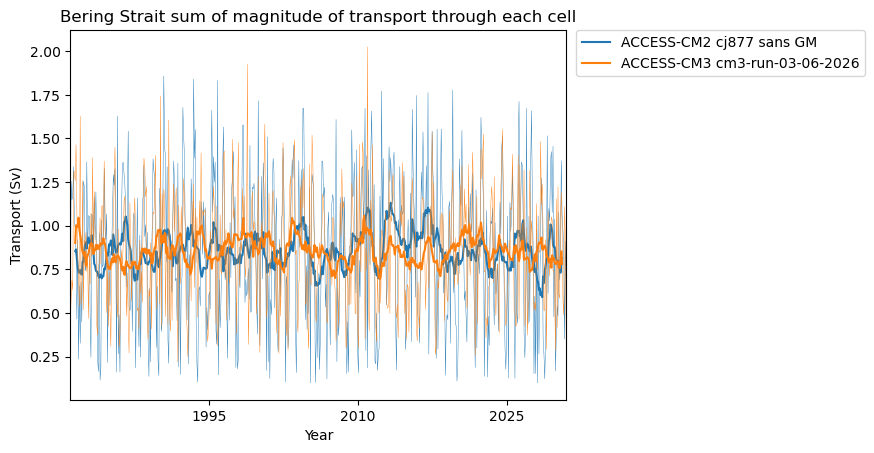 Bering Strait sum of magnitude of transport through each cell
ACCESS-CM2 cj877 sans GM
ACCESS-CM3 cm3-run-03-06-2026
Transport (Sv)
2.00
1.75
1.50
1.25
1.00
0.75
0.50
0.25
1995
2010
2025
Year